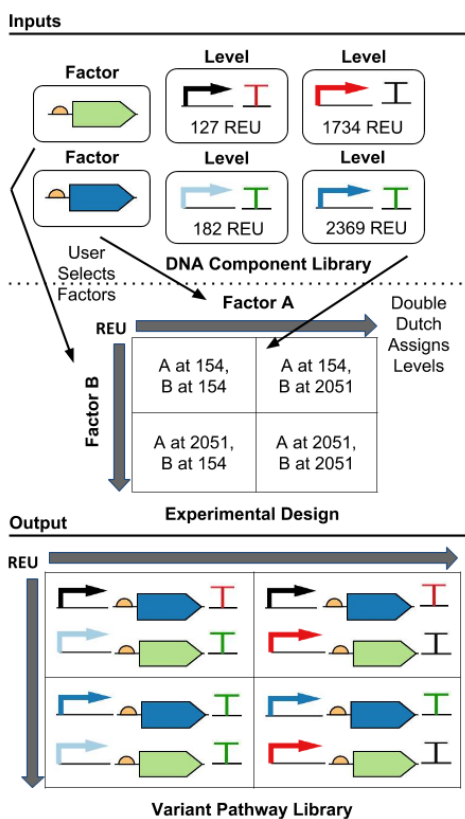 Inputs
Factor
Level
Level
127 REU
1734 REU
Factor
Level
Level
182 REU
2369 REU
DNA Component Library
User
Selects
Factors
Factor A
Double
Dutch
Assigns
Levels
REU
Factor B
A at 154,
B at 154
A at 154,
B at 2051
A at 2051,
B at 154
A at 2051,
B at 2051
Experimental Design
Output
REU
Variant Pathway Library